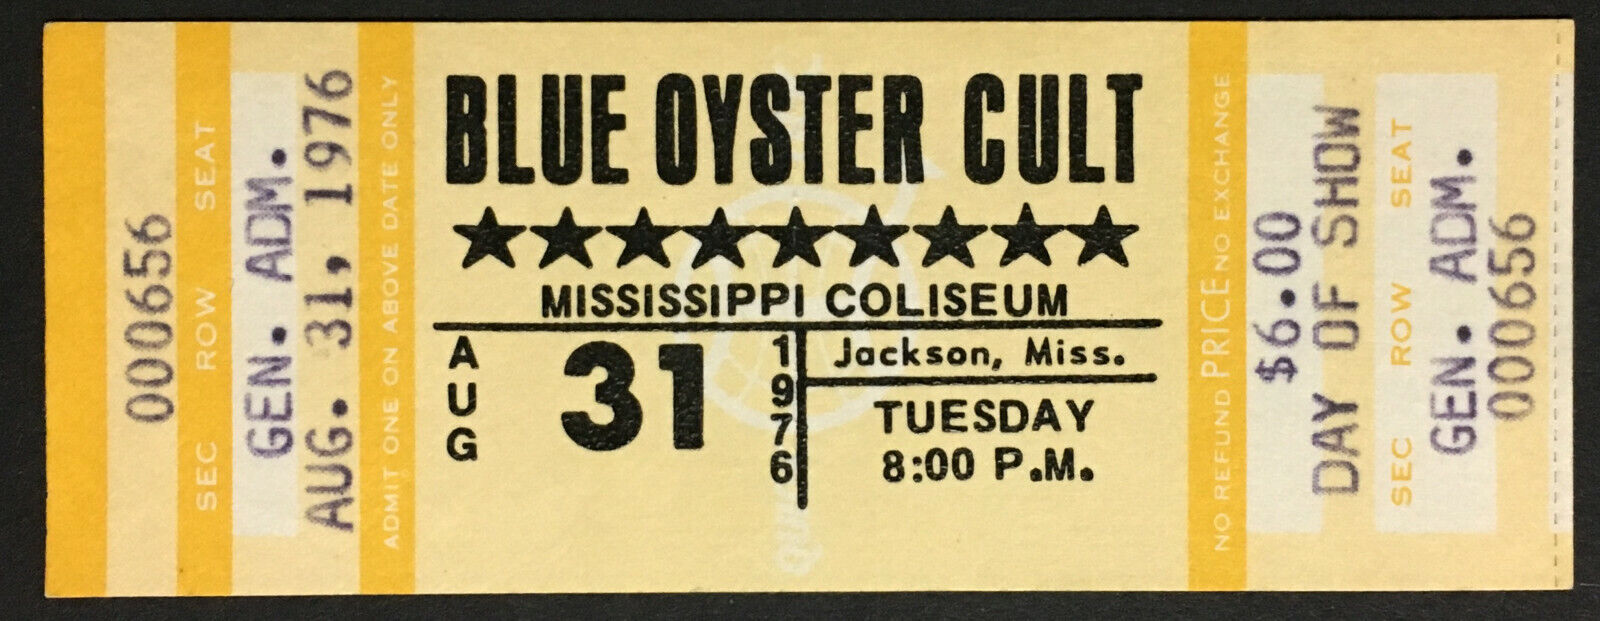 000656
SEC ROW SEAT
GEN. ADM.
AUG. 31, 1976
ADMIT ONE ON ABOVE DATE ONLY
BLUE OYSTER CULT
MISSISSIPPI COLISEUM
AUG
31
1976
Jackson, Miss.
TUESDAY
8:00 P.M.
NO REFUND PRICE NO EXCHANGE
$6.00
DAY OF SHOW
SEC ROW SEAT
GEN. ADM.
000656